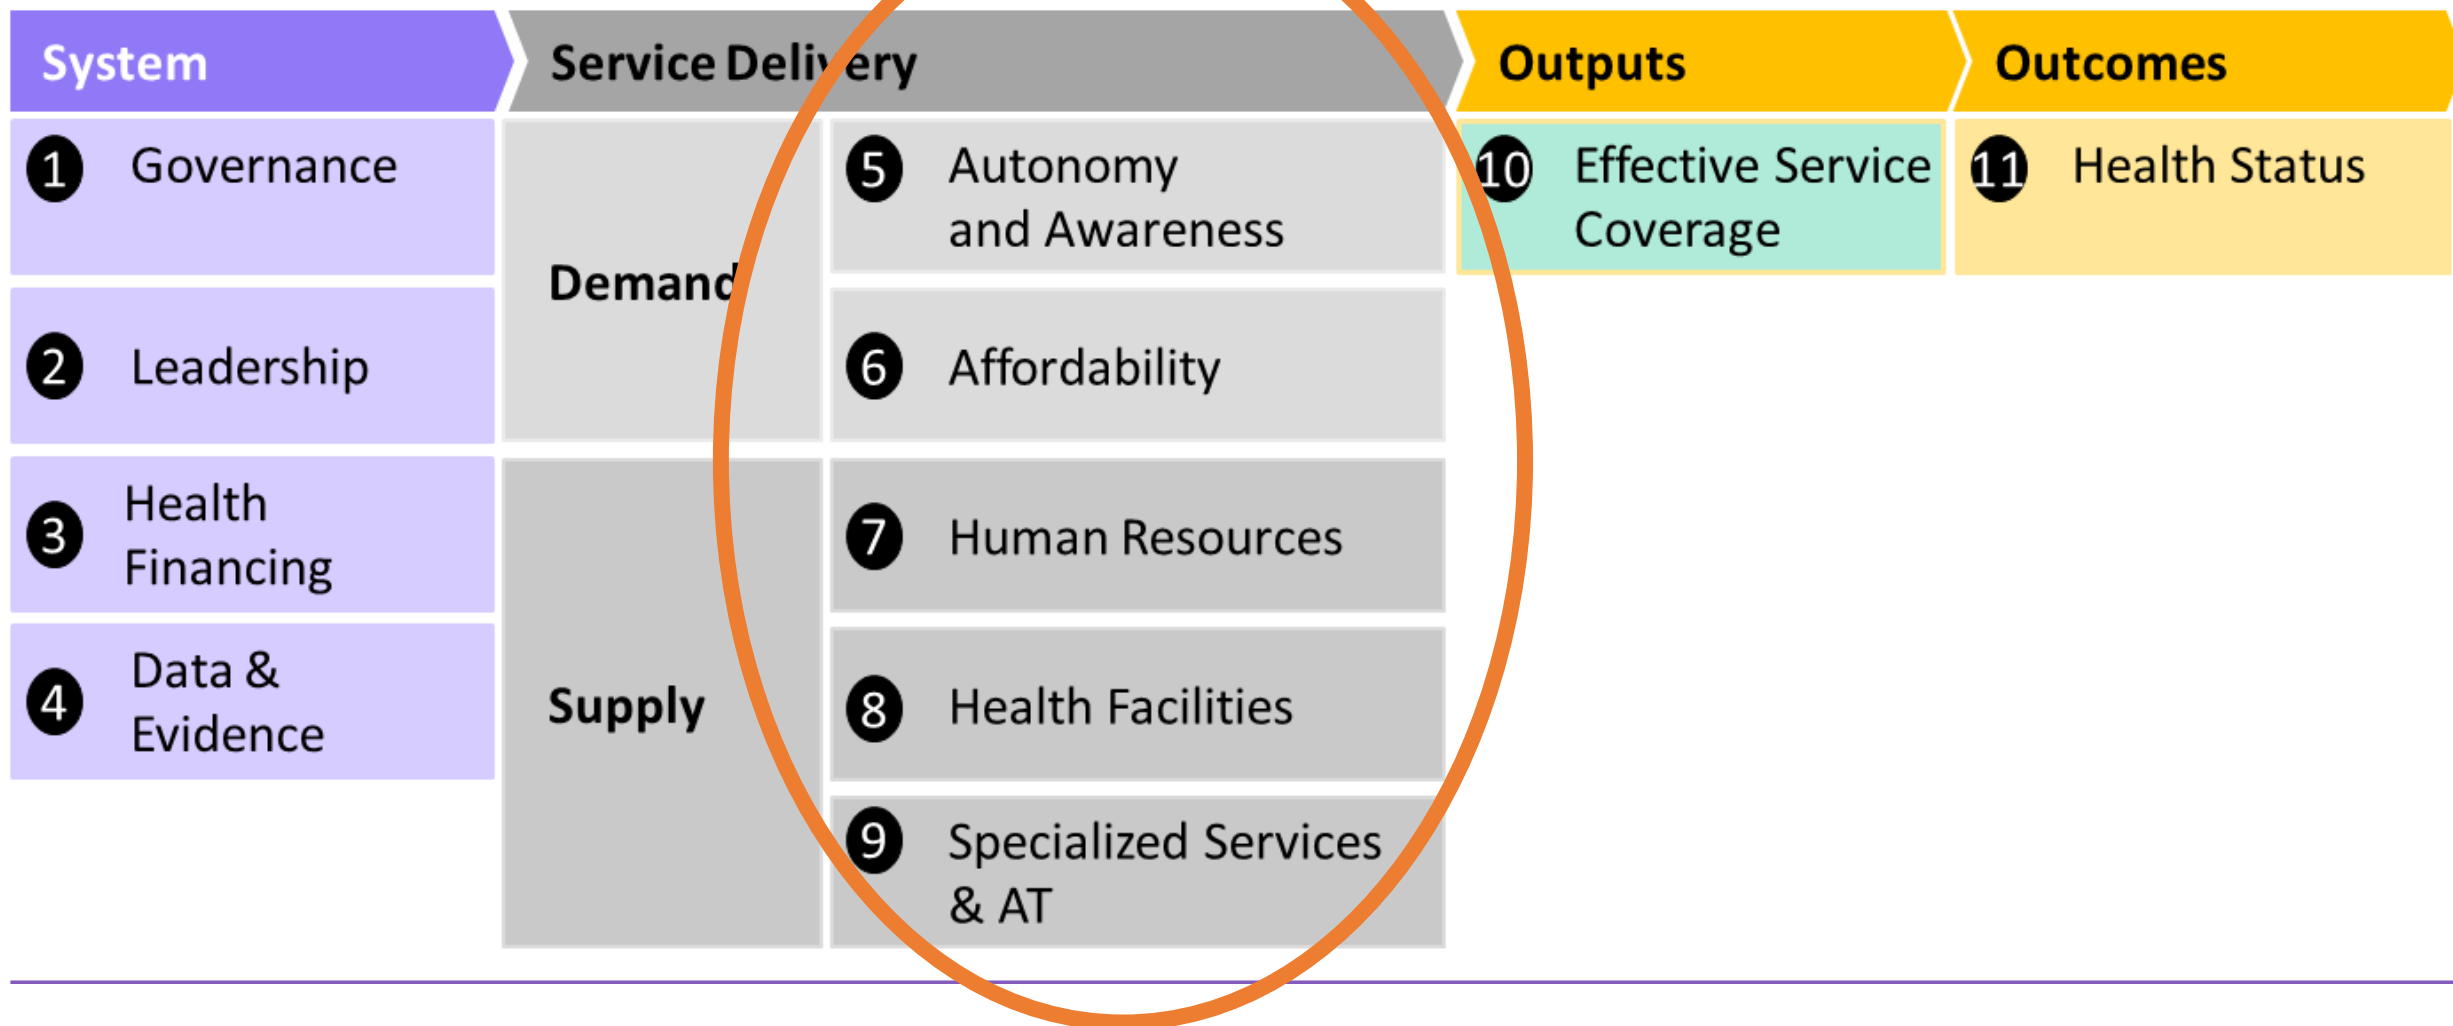 System
Service Delivery
Outputs
Outcomes
1 Governance
2 Leadership
3 Health
Financing
4 Data &
Evidence
Demand
5 Autonomy
and Awareness
6 Affordability
Supply
7 Human Resources
8 Health Facilities
9 Specialized Services
& AT
10 Effective Service
Coverage
11 Health Status